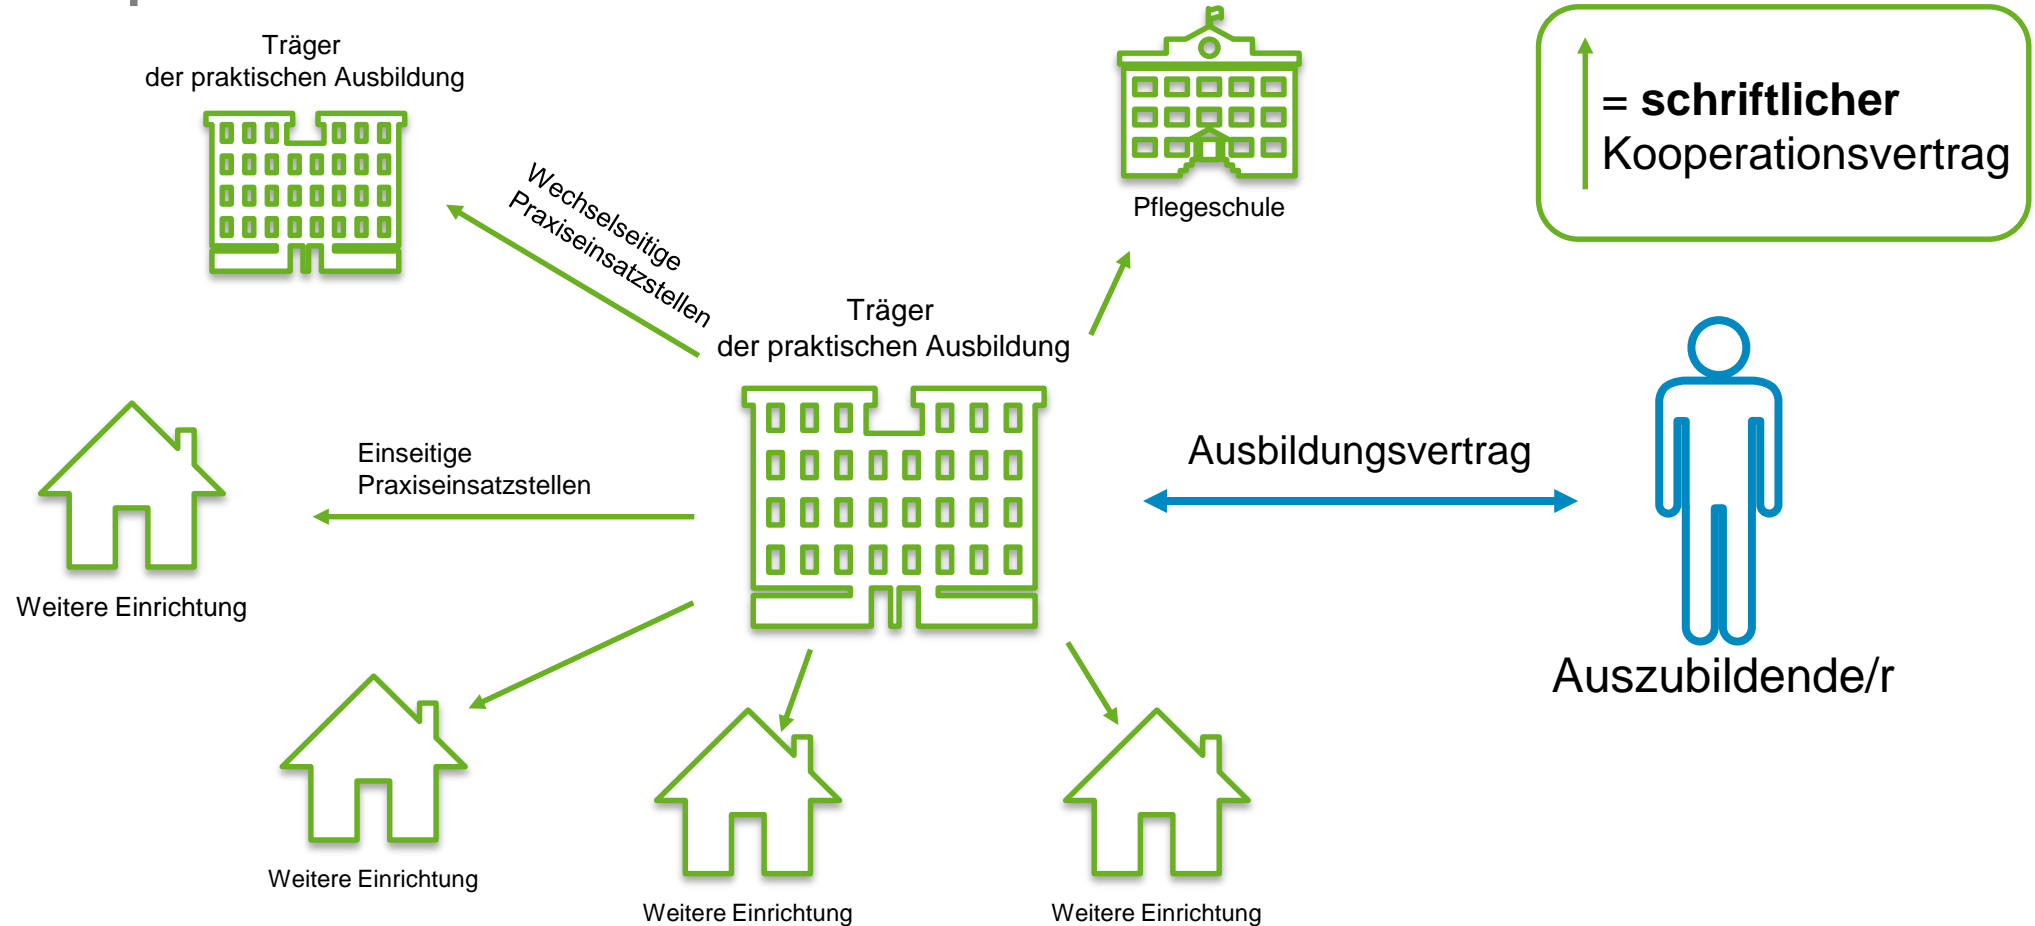 Träger
der praktischen Ausbildung
= schriftlicher
Kooperationsvertrag
Wechselseitige
Praxiseinsatzstellen
Pflegeschule
Träger
der praktischen Ausbildung
Einseitige
Praxiseinsatzstellen
Ausbildungsvertrag
Weitere Einrichtung
Auszubildende/r
Weitere Einrichtung
Weitere Einrichtung
Weitere Einrichtung